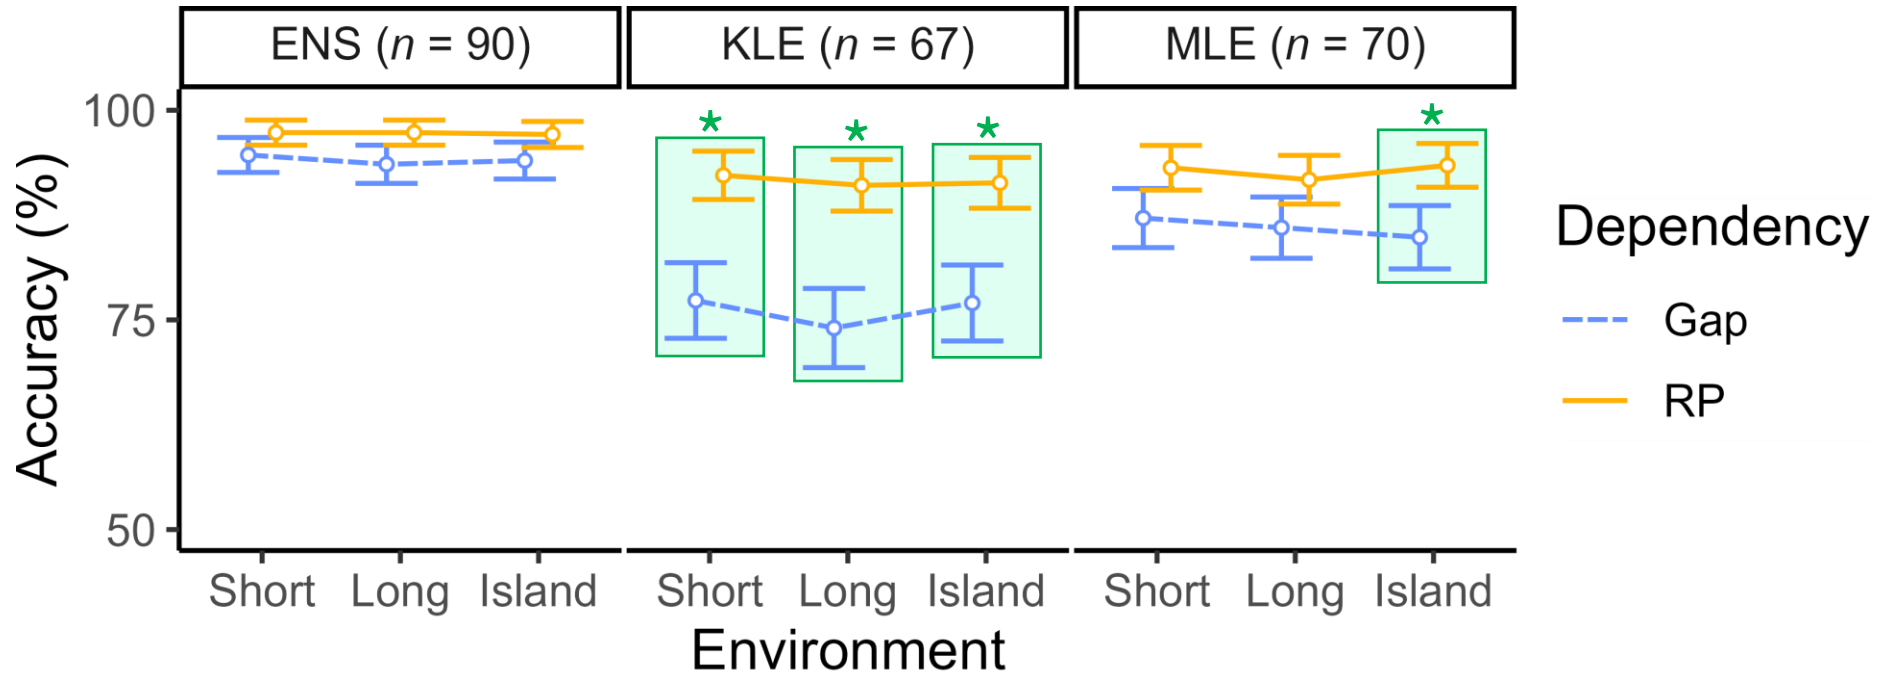 ENS (n = 90)
KLE (n = 67)
MLE (n = 70)
Accuracy (%)
100
75
50
* * * *
Short Long Island
Short Long Island
Short Long Island
Environment
Dependency
Gap
RP